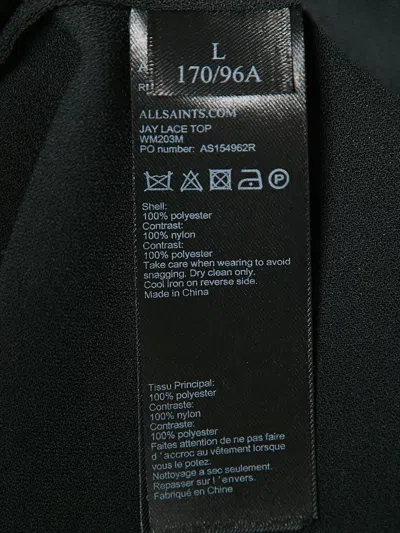 L
170/96A
A
R
ALLSAINTS.COM
JAY LACE TOP
WM203M
PO number: AS154962R
P
Shell:
100% polyester
Contrast:
100% nylon
Contrast:
100% polyester
Take care when wearing to avoid
snagging. Dry clean only.
Cool Iron on reverse side.
Made in China
Tissu Principal:
100% polyester
Contraste:
100% nylon
Contraste:
100% polyester
Faites attention de ne pas faire
d ' accroc au vêtement lorsque
vous le potez.
Nettoyage a sec seulement.
Repassez sur l ' envers.
Fabriqué en China